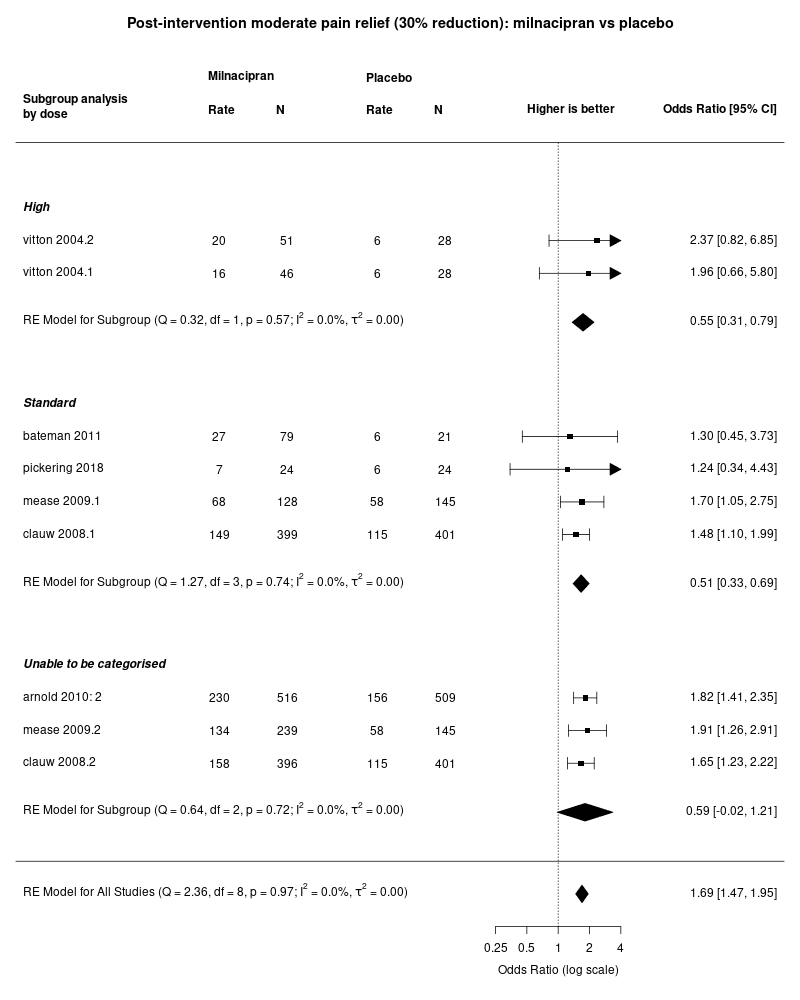 Post-intervention moderate pain relief (30% reduction): milnacipran vs placebo
Milnacipran Placebo
Subgroup analysis
by dose Rate N Rate N Higher is better Odds Ratio [95% CI]
High
vitton 2004.2 20 51 6 28 2.37 [0.82, 6.85]
vitton 2004.1 16 46 6 28 1.96 [0.66, 5.80]
RE Model for Subgroup (Q = 0.32, df = 1, p = 0.57; I² = 0.0%, τ² = 0.00) 0.55 [0.31, 0.79]
Standard
bateman 2011 27 79 6 21 1.30 [0.45, 3.73]
pickering 2018 7 24 6 24 1.24 [0.34, 4.43]
mease 2009.1 68 128 58 145 1.70 [1.05, 2.75]
clauw 2008.1 149 399 115 401 1.48 [1.10, 1.99]
RE Model for Subgroup (Q = 1.27, df = 3, p = 0.74; I² = 0.0%, τ² = 0.00) 0.51 [0.33, 0.69]
Unable to be categorised
arnold 2010: 2 230 516 156 509 1.82 [1.41, 2.35]
mease 2009.2 134 239 58 145 1.91 [1.26, 2.91]
clauw 2008.2 158 396 115 401 1.65 [1.23, 2.22]
RE Model for Subgroup (Q = 0.64, df = 2, p = 0.72; I² = 0.0%, τ² = 0.00) 0.59 [-0.02, 1.21]
RE Model for All Studies (Q = 2.36, df = 8, p = 0.97; I² = 0.0%, τ² = 0.00) 1.69 [1.47, 1.95]
0.25 0.5 1 2 4
Odds Ratio (log scale)